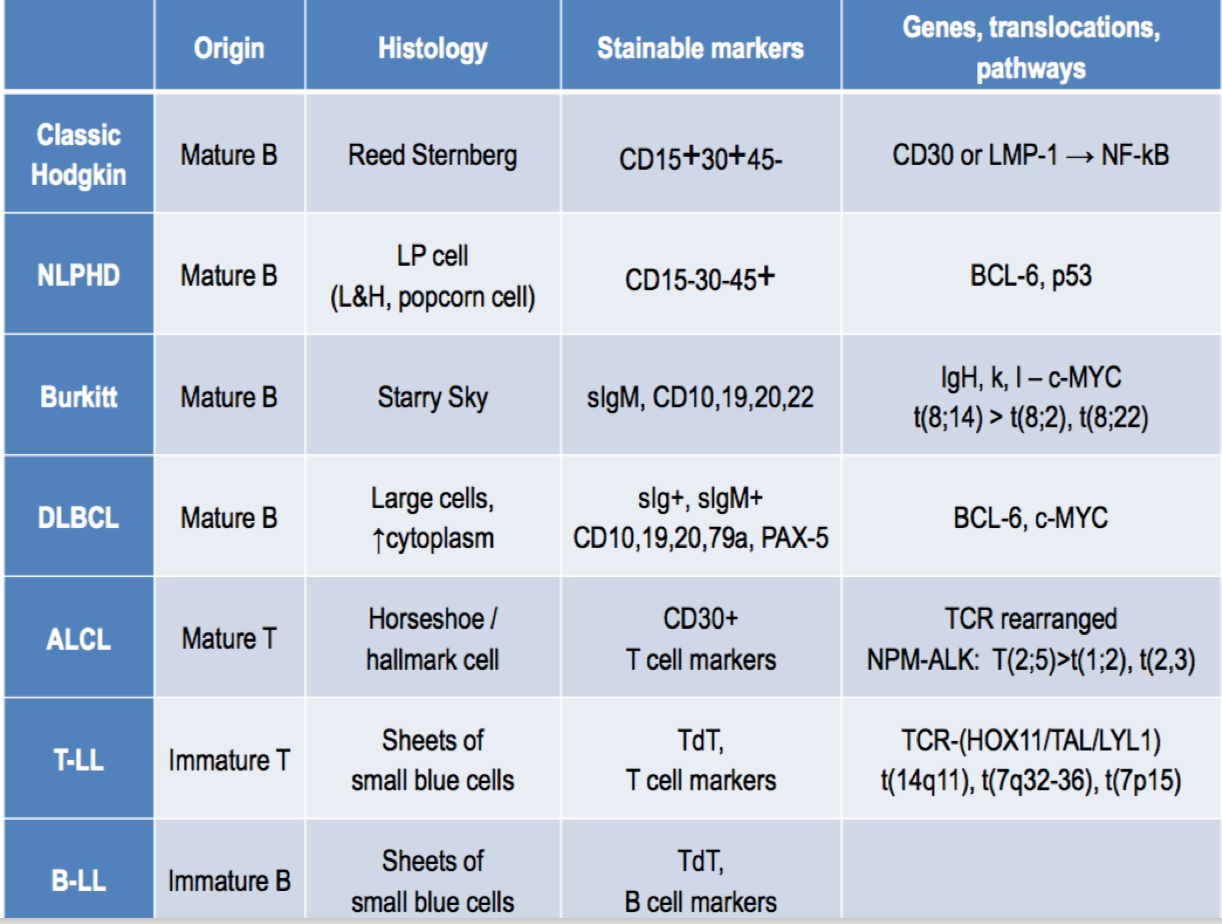 Origin
Histology
Stainable markers
Genes, translocations,
pathways
Classic
Hodgkin
Mature B
Reed Sternberg
CD15+30+45-
CD30 or LMP-1 → NF-kB
NLPHD
Mature B
LP cell
(L&H, popcorn cell)
CD15-30-45+
BCL-6, p53
Burkitt
Mature B
Starry Sky
sIgM, CD10,19,20,22
IgH, k, l – c-MYC
t(8;14) > t(8;2), t(8;22)
DLBCL
Mature B
Large cells,
↑cytoplasm
sIg+, sIgM+
CD10,19,20,79a, PAX-5
BCL-6, c-MYC
ALCL
Mature T
Horseshoe /
hallmark cell
CD30+
T cell markers
TCR rearranged
NPM-ALK: T(2;5)>t(1;2), t(2,3)
T-LL
Immature T
Sheets of
small blue cells
TdT,
T cell markers
TCR-(HOX11/TAL/LYL1)
t(14q11), t(7q32-36), t(7p15)
B-LL
Immature B
Sheets of
small blue cells
TdT,
B cell markers